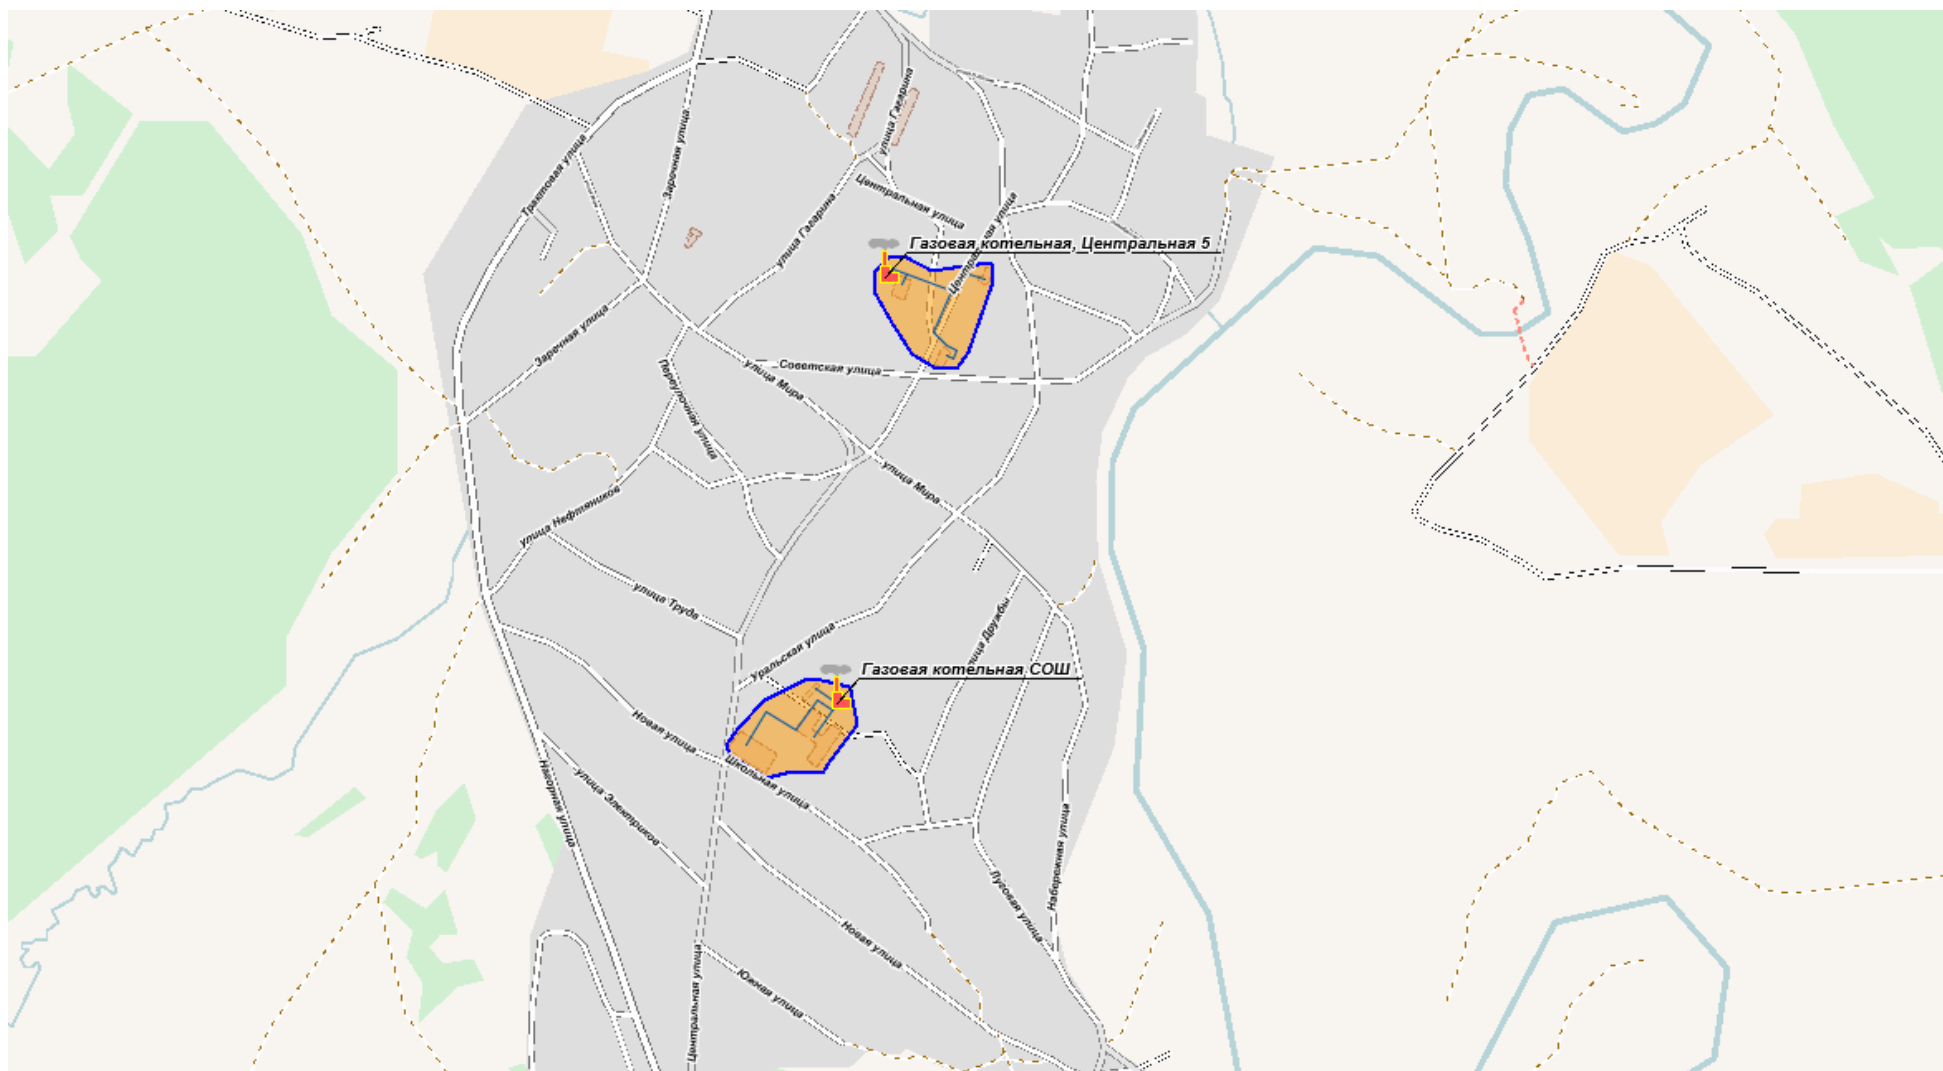 улица Гагарина
Заречная улица
Трактовая улица
Центральная улица
улица Гагарина
Центральная улица
Газовая котельная, Центральная 5
Заречная улица
Советская улица
улица Мира
Переулочная улица
улица Мира
улица Нефтяников
улица Труда
улица Дружбы
Уральская улица
Газовая котельная СОШ
Новая улица
Школьная улица
Нагорная улица
улица Электриков
Набережная улица
Луговая улица
Новая улица
Южная улица
Центральная улица